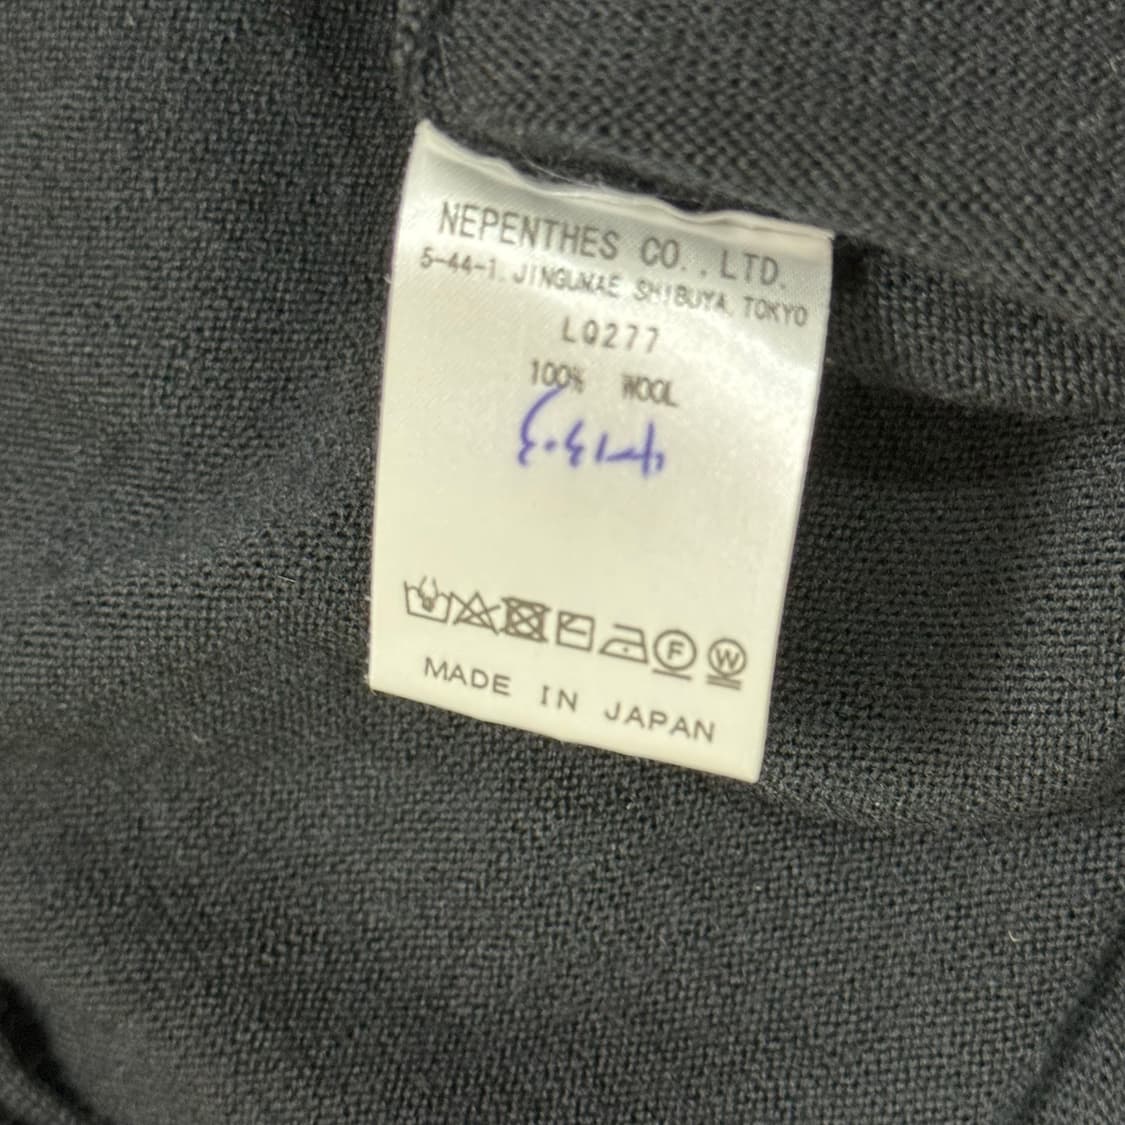 NEPENTHES CO.,LTD.
5-44-1. JINGUMAE SHIBUYA, TOKYO
LQ277
100% WOOL
F W
MADE IN JAPAN